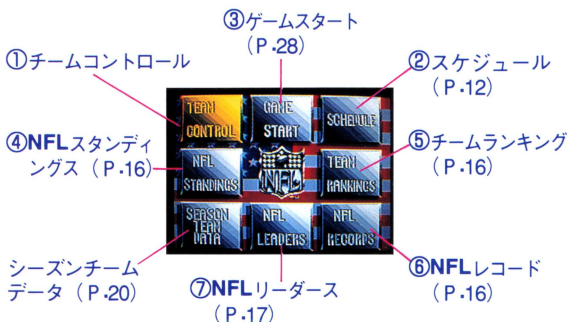 ③ゲームスタート
(P・28)
①チームコントロール
②スケジュール
(P・12)
TEAM
CONTROL
GAME
START
SCHEDULE
④NFLスタンディ
ングス (P・16)
NFL
STANDINGS
NFL
TEAM
RANKINGS
⑤チームランキング
(P・16)
SEASON
TEAM
DATA
NFL
LEADERS
NFL
RECORDS
シーズンチーム
データ (P・20)
⑦NFLリーダース
(P・17)
⑥NFLレコード
(P・16)